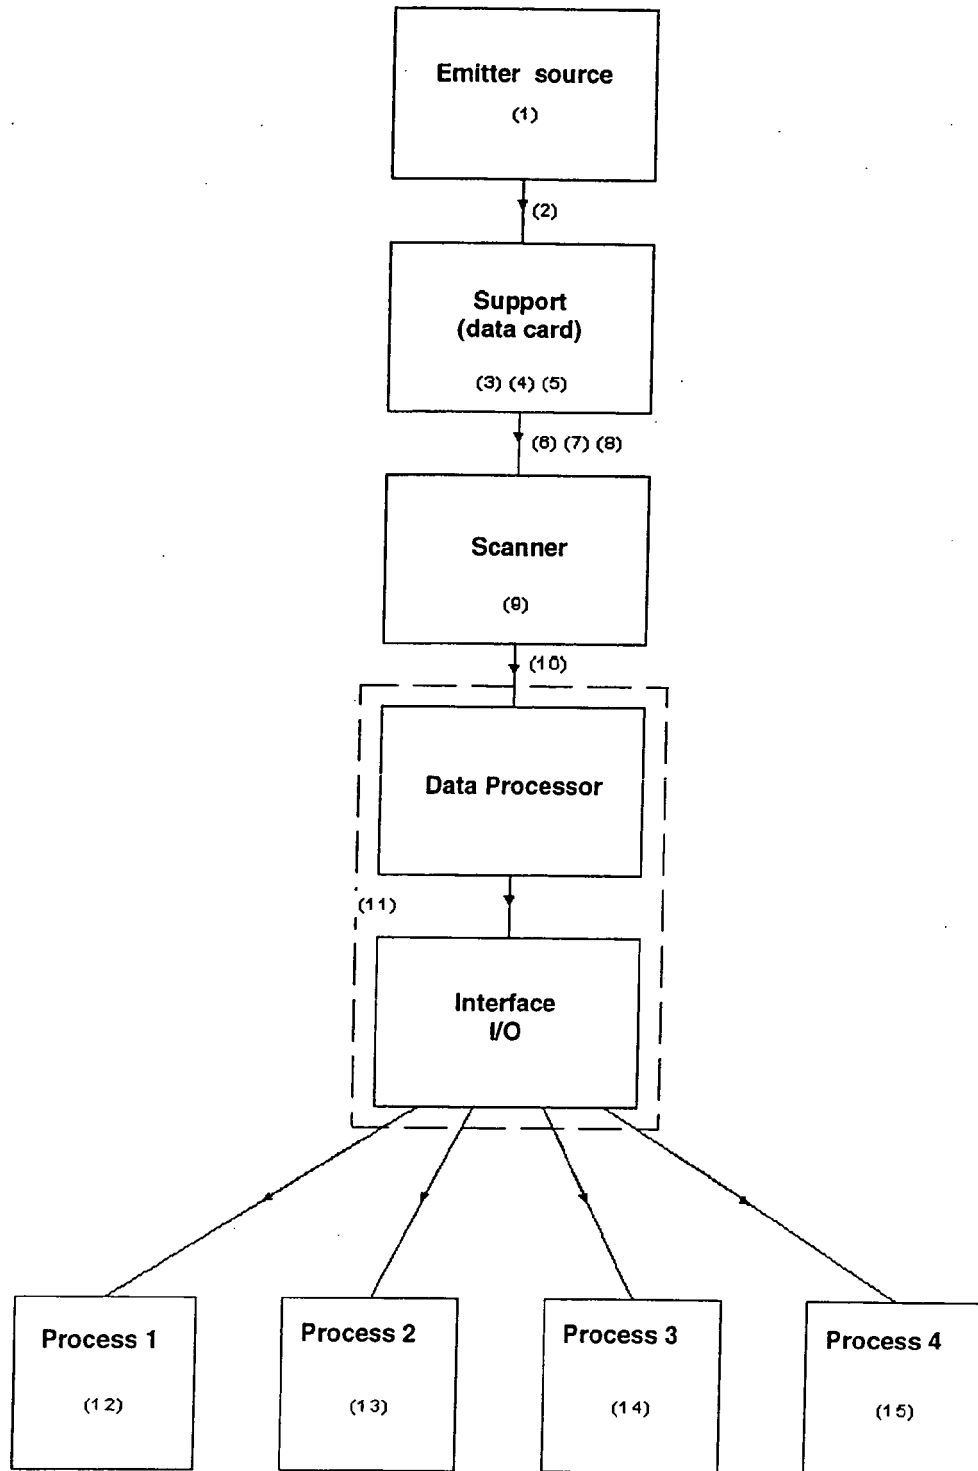 Emitter source
(1)
(2)
Support
(data card)
(3) (4) (5)
(6) (7) (8)
Scanner
(9)
(10)
Data Processor
(11)
Interface
I/O
Process 1
Process 2
Process 3
Process 4
(12)
(13)
(14)
(15)